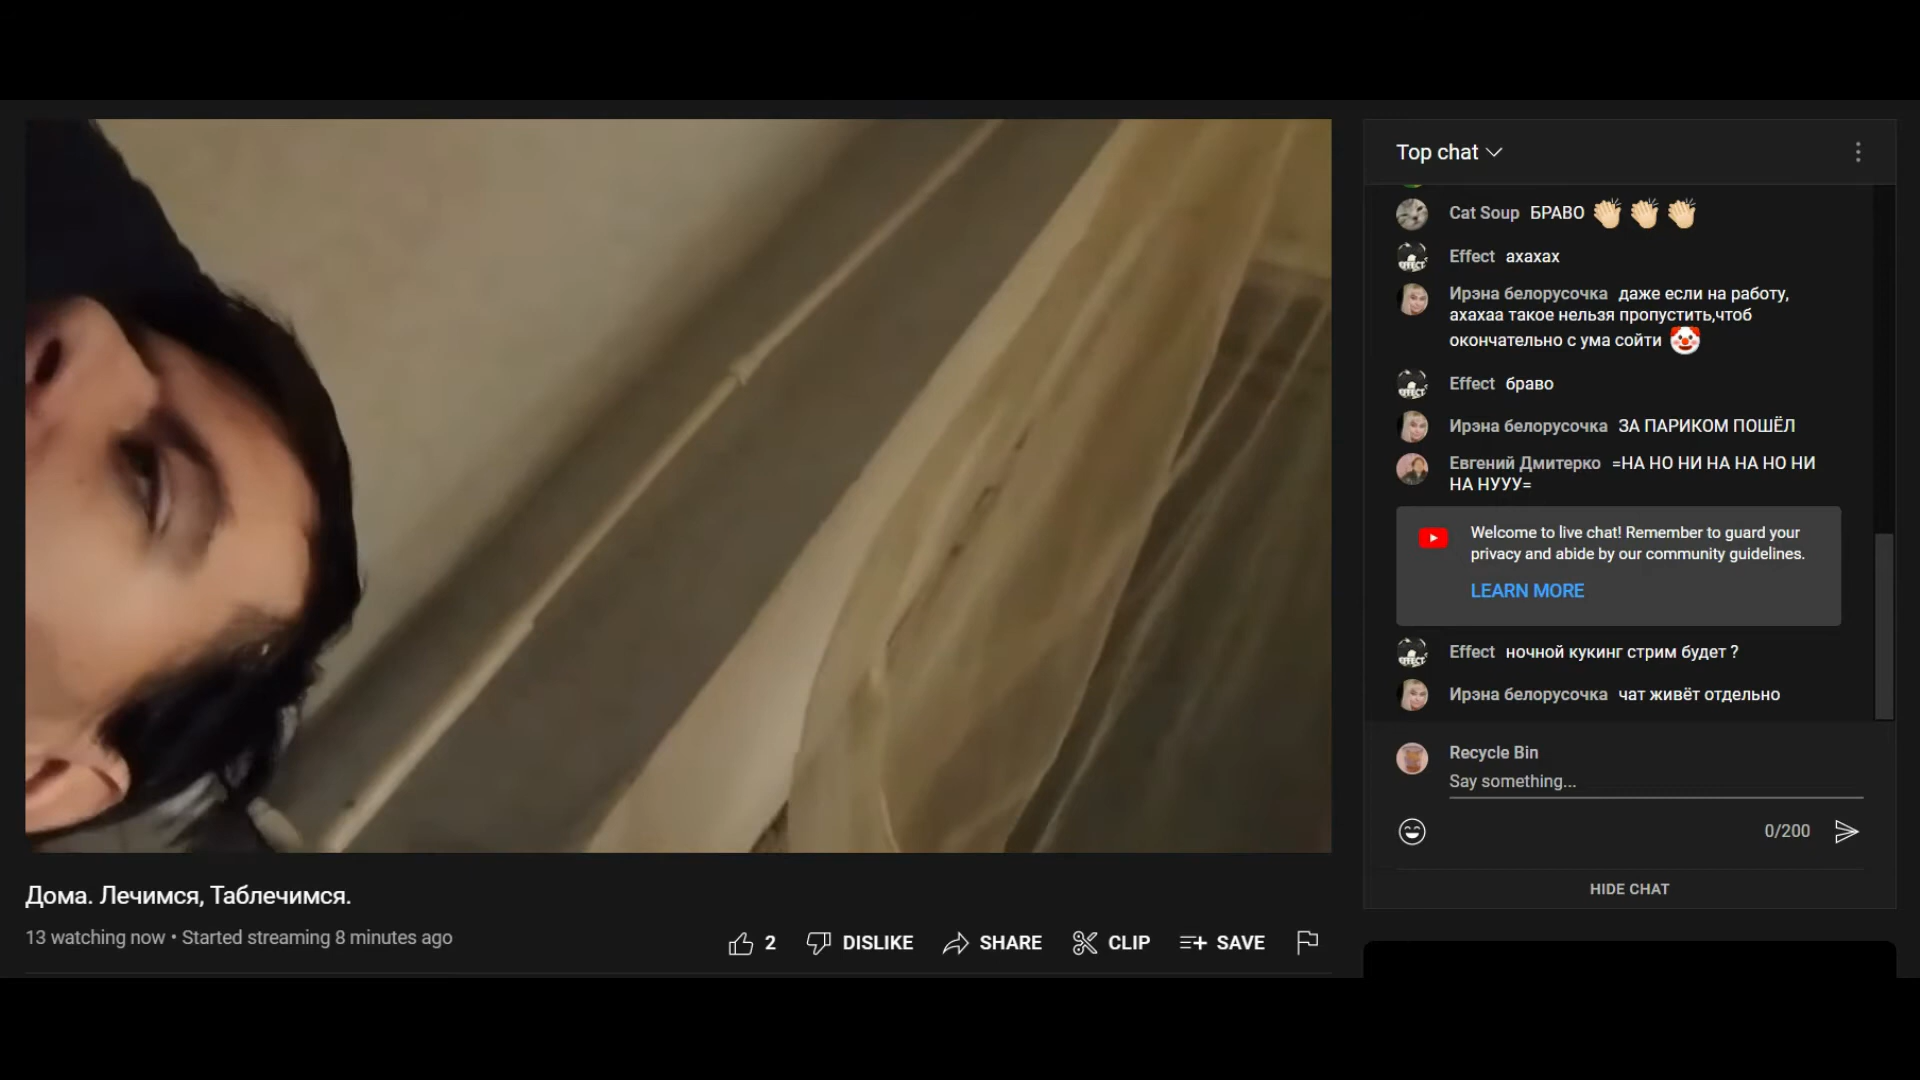 Top chat
Cat Soup БРАВО 👏🏻 👏🏻 👏🏻
Effect ахахах
Ирэна белорусочка даже если на работу,
ахахаа такое нельзя пропустить,чтоб
окончательно с ума сойти 🤡
Effect браво
Ирэна белорусочка ЗА ПАРИКОМ ПОШЁЛ
Евгений Дмитерко =НА НО НИ НА НА НО НИ
НА НУУУ=
Welcome to live chat! Remember to guard your
privacy and abide by our community guidelines.
LEARN MORE
Effect ночной кукинг стрим будет ?
Ирэна белорусочка чат живёт отдельно
Recycle Bin
Say something...
0/200
HIDE CHAT
Дома. Лечимся, Таблечимся.
13 watching now • Started streaming 8 minutes ago
2 DISLIKE SHARE CLIP SAVE